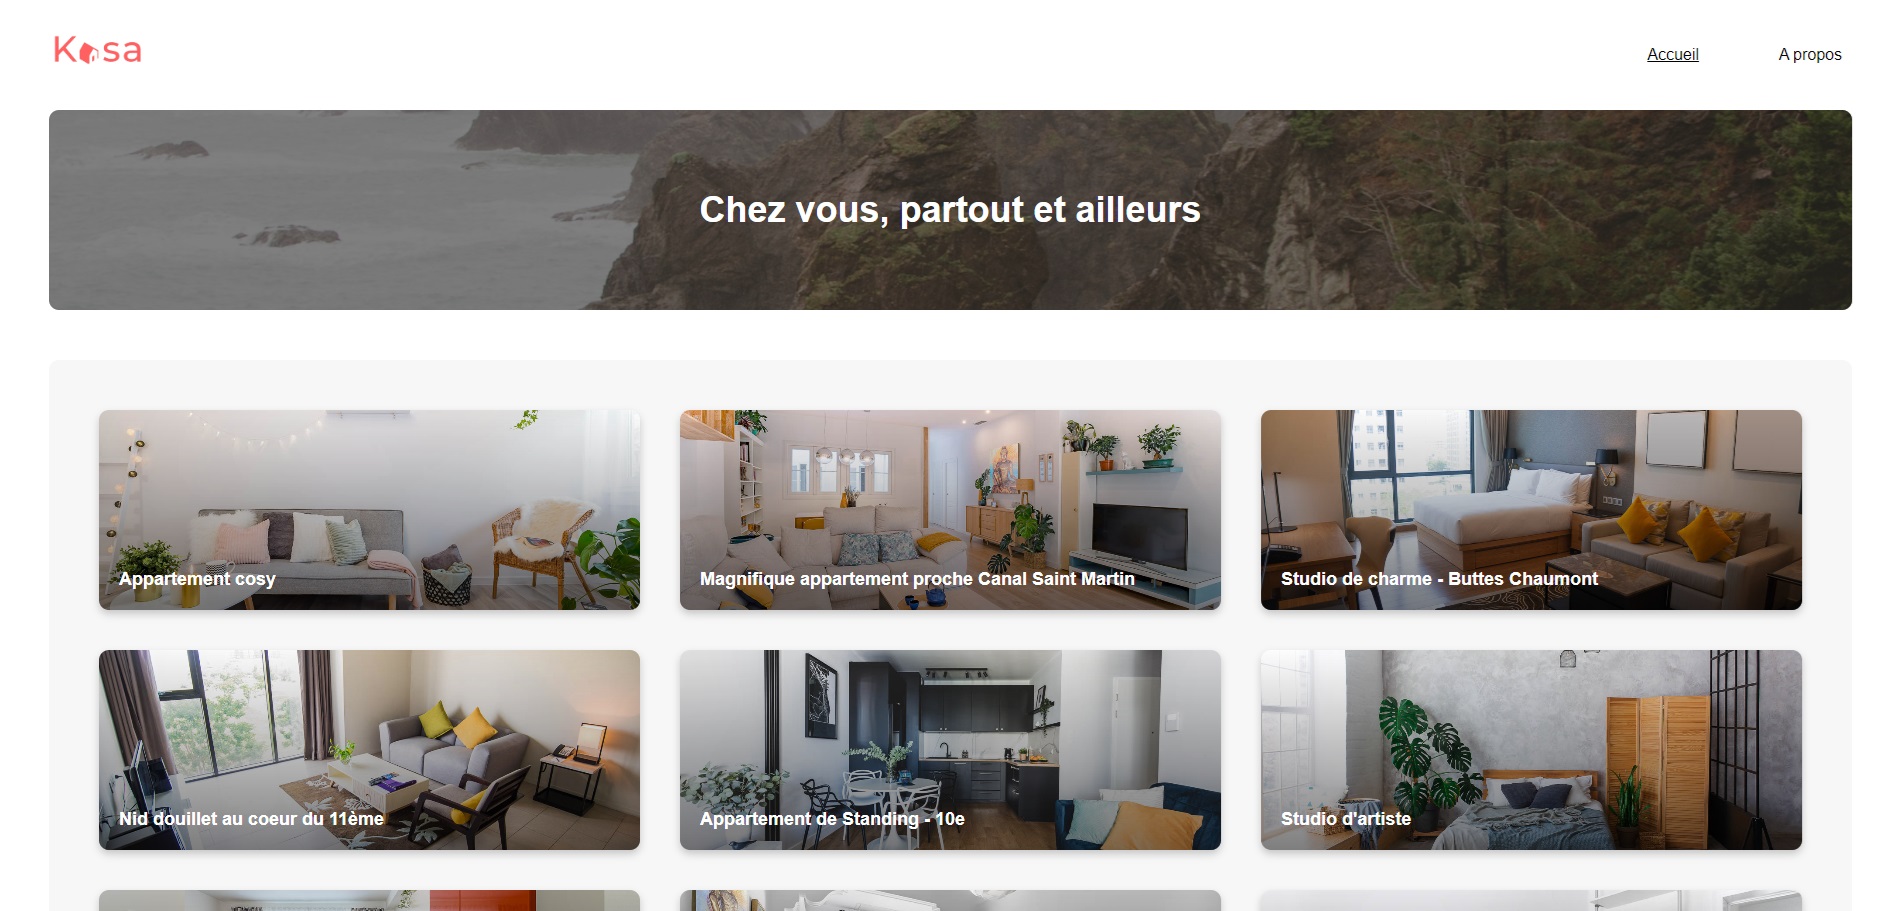 Kasa
Accueil
A propos
Chez vous, partout et ailleurs
Appartement cosy
Magnifique appartement proche Canal Saint Martin
Studio de charme - Buttes Chaumont
Nid douillet au coeur du 11ème
Appartement de Standing - 10e
Studio d'artiste